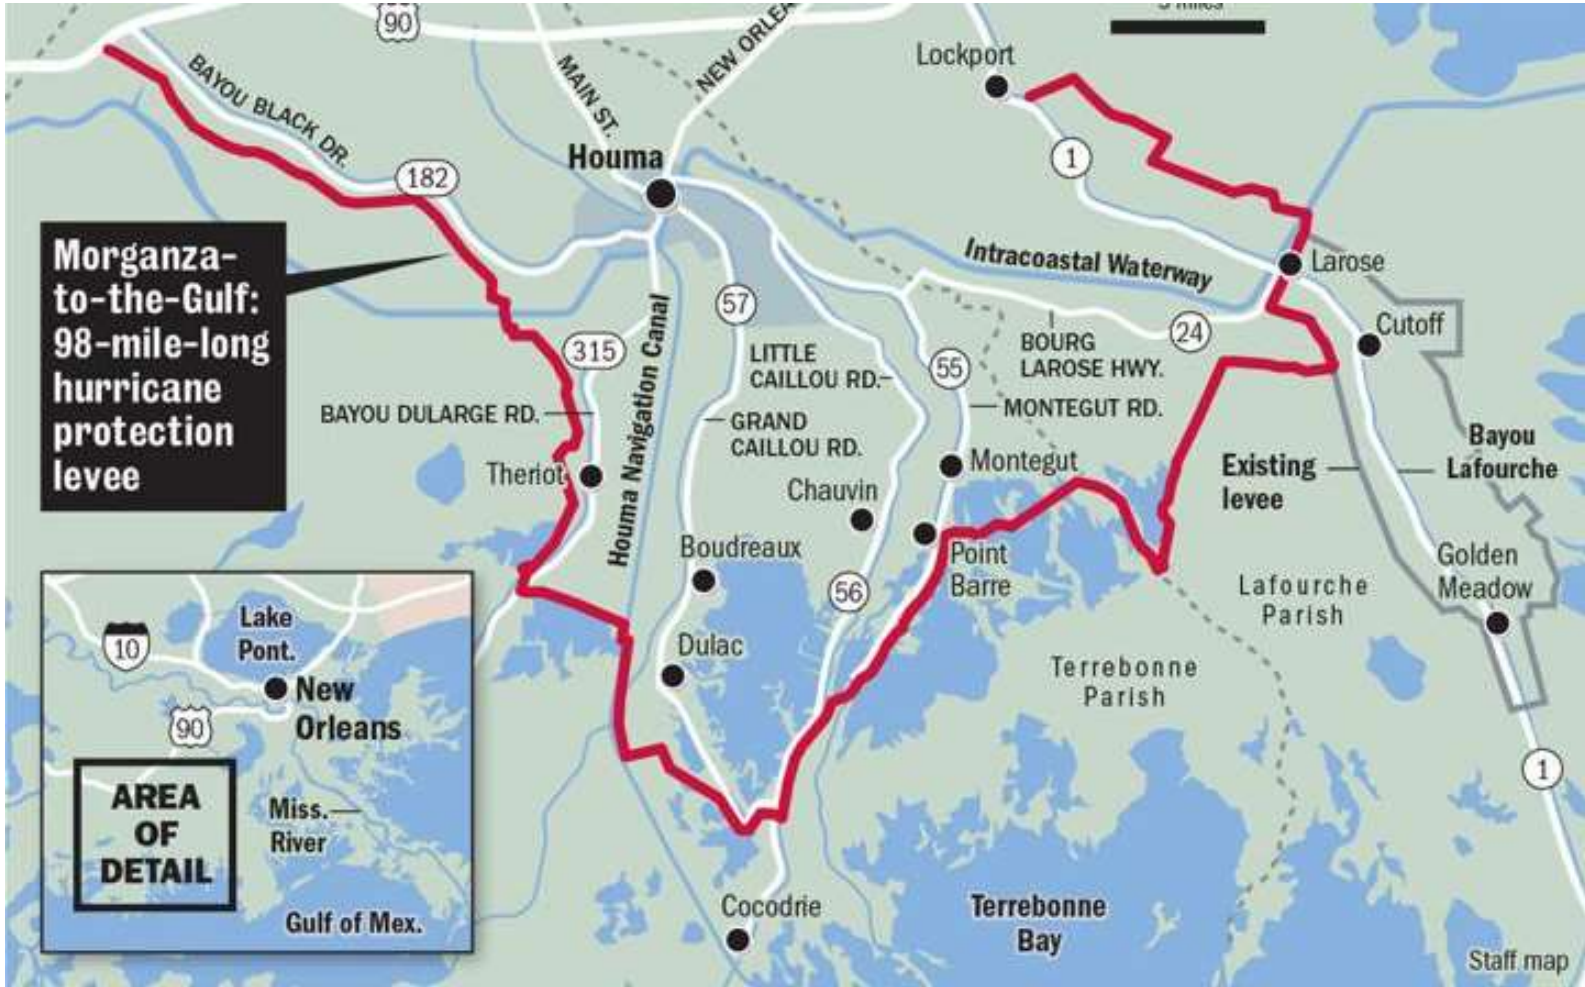 90
5 miles
Lockport
BAYOU BLACK DR.
MAIN ST.
NEW ORLEA
Houma
1
182
Morganza-
to-the-Gulf:
98-mile-long
hurricane
protection
levee
Intracoastal Waterway
Larose
57
315
24
Cutoff
BOURG
LAROSE HWY.
LITTLE
CAILLOU RD.
55
MONTEGUT RD.
BAYOU DULARGE RD.
GRAND
CAILLOU RD.
Houma Navigation Canal
Theriot
Montegut
Chauvin
Existing
levee
Bayou
Lafourche
Boudreaux
Point
Barre
56
Golden
Meadow
Lafourche
Parish
Dulac
Terrebonne
Parish
1
Lake
Pont.
10
New
Orleans
90
AREA
OF
DETAIL
Miss.
River
Gulf of Mex.
Cocodrie
Terrebonne
Bay
Staff map